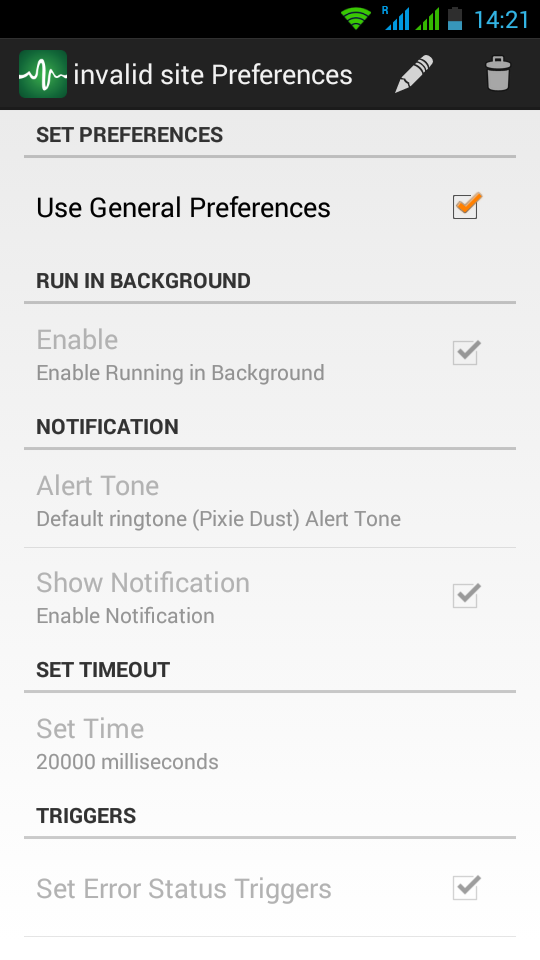 R 14:21
invalid site Preferences
SET PREFERENCES
Use General Preferences
RUN IN BACKGROUND
Enable
Enable Running in Background
NOTIFICATION
Alert Tone
Default ringtone (Pixie Dust) Alert Tone
Show Notification
Enable Notification
SET TIMEOUT
Set Time
20000 milliseconds
TRIGGERS
Set Error Status Triggers